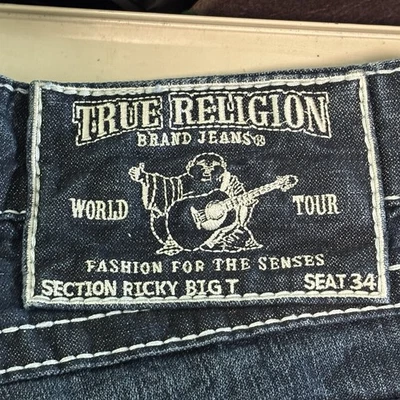 TRUE RELIGION
BRAND JEANS®
WORLD TOUR
FASHION FOR THE SENSES
SECTION RICKY BIG T SEAT 34